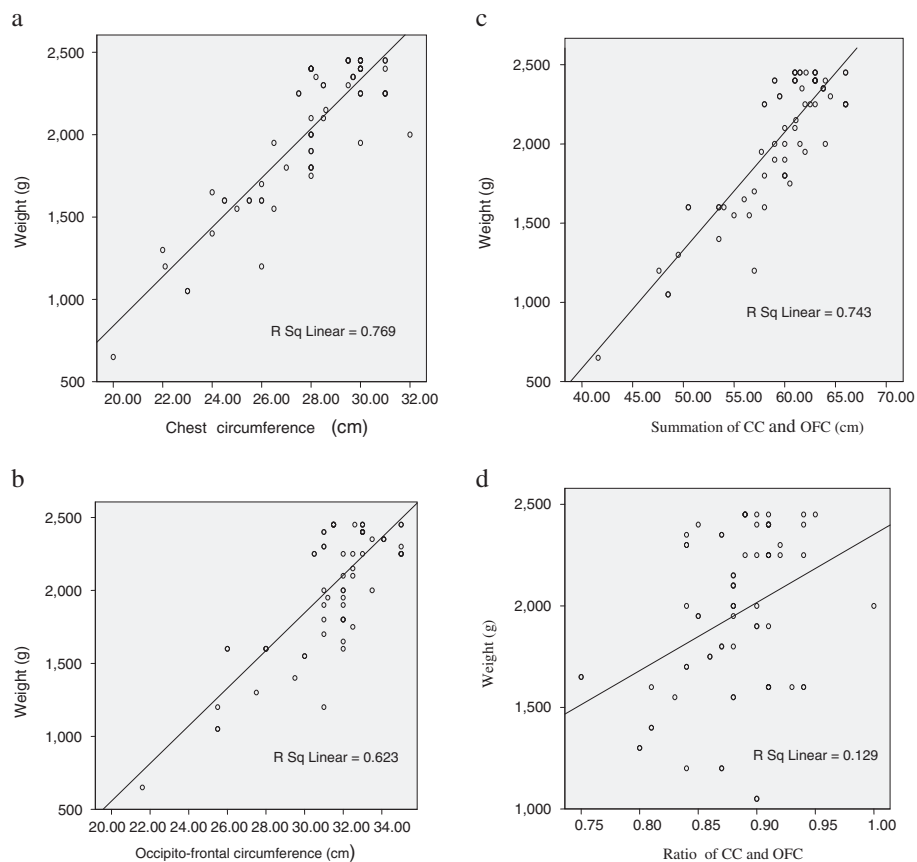 a
2,500
2,000
1,500
1,000
500
Weight (g)
R Sq Linear = 0.769
20.00 22.00 24.00 26.00 28.00 30.00 32.00
Chest circumference (cm)
b
2,500
2,000
1,500
1,000
500
Weight (g)
R Sq Linear = 0.623
20.00 22.00 24.00 26.00 28.00 30.00 32.00 34.00
Occipito-frontal circumference (cm)
c
2,500
2,000
1,500
1,000
500
Weight (g)
R Sq Linear = 0.743
40.00 45.00 50.00 55.00 60.00 65.00 70.00
Summation of CC and OFC (cm)
d
2,500
2,000
1,500
1,000
Weight (g)
R Sq Linear = 0.129
0.75 0.80 0.85 0.90 0.95 1.00
Ratio of CC and OFC